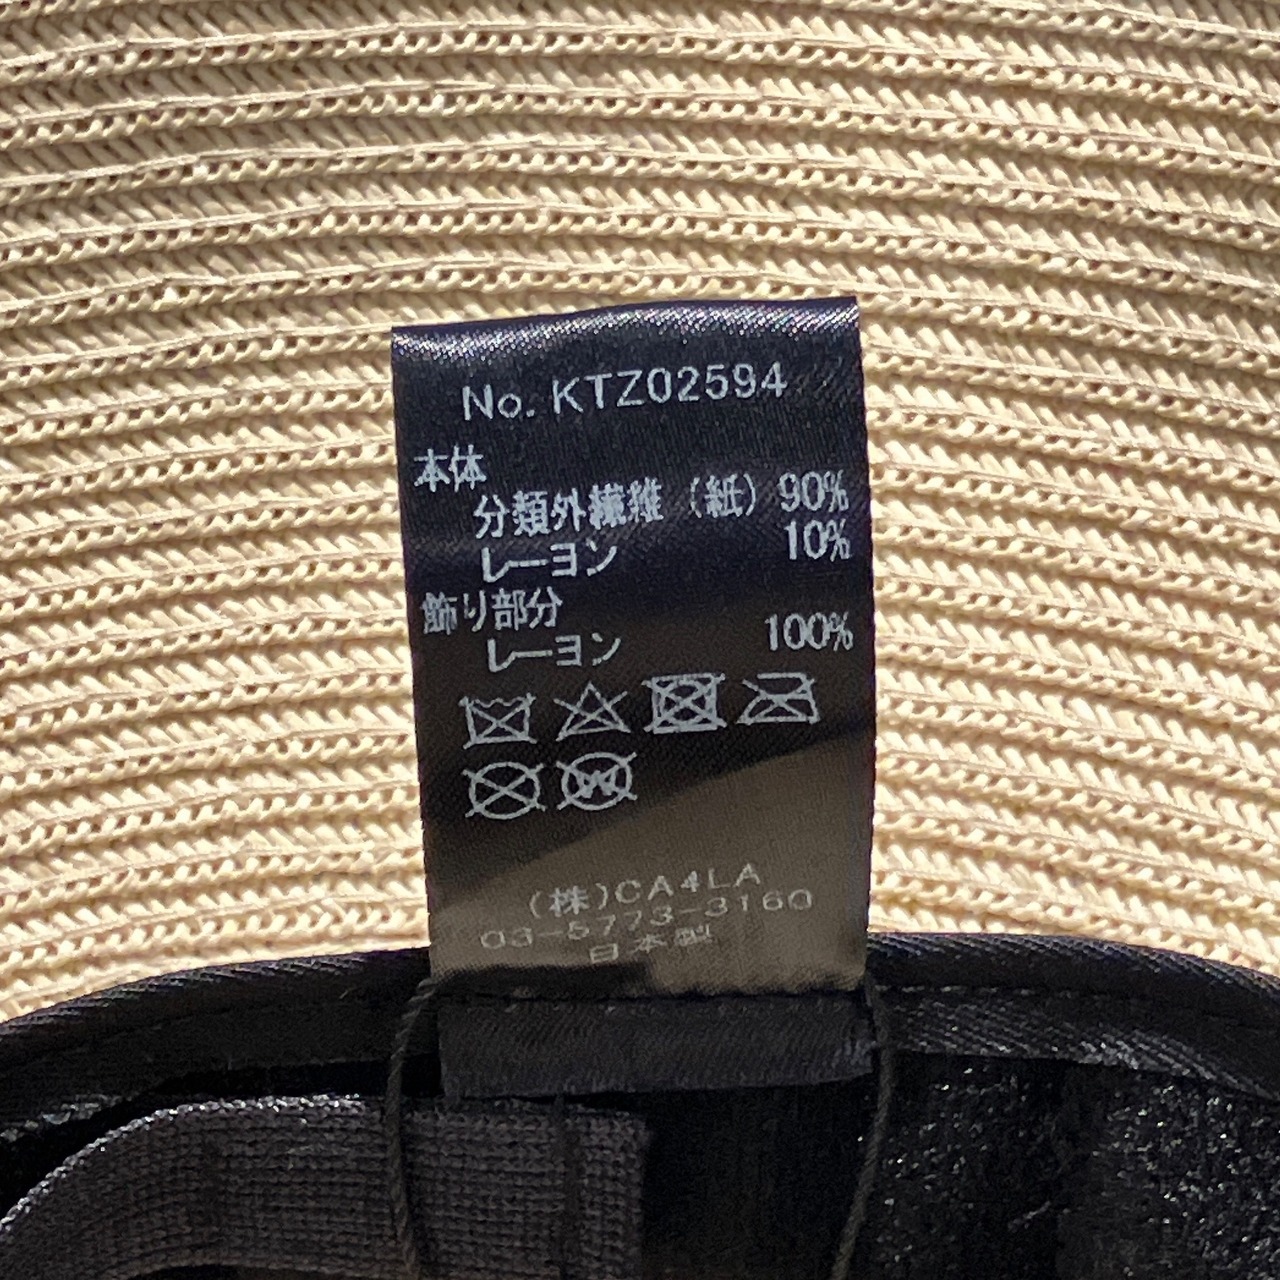 No. KTZ02594
本体
分類外繊維（紙）90%
レーヨン 10%
飾り部分
レーヨン 100%
(株)CA4LA
03-5773-3160
日本製